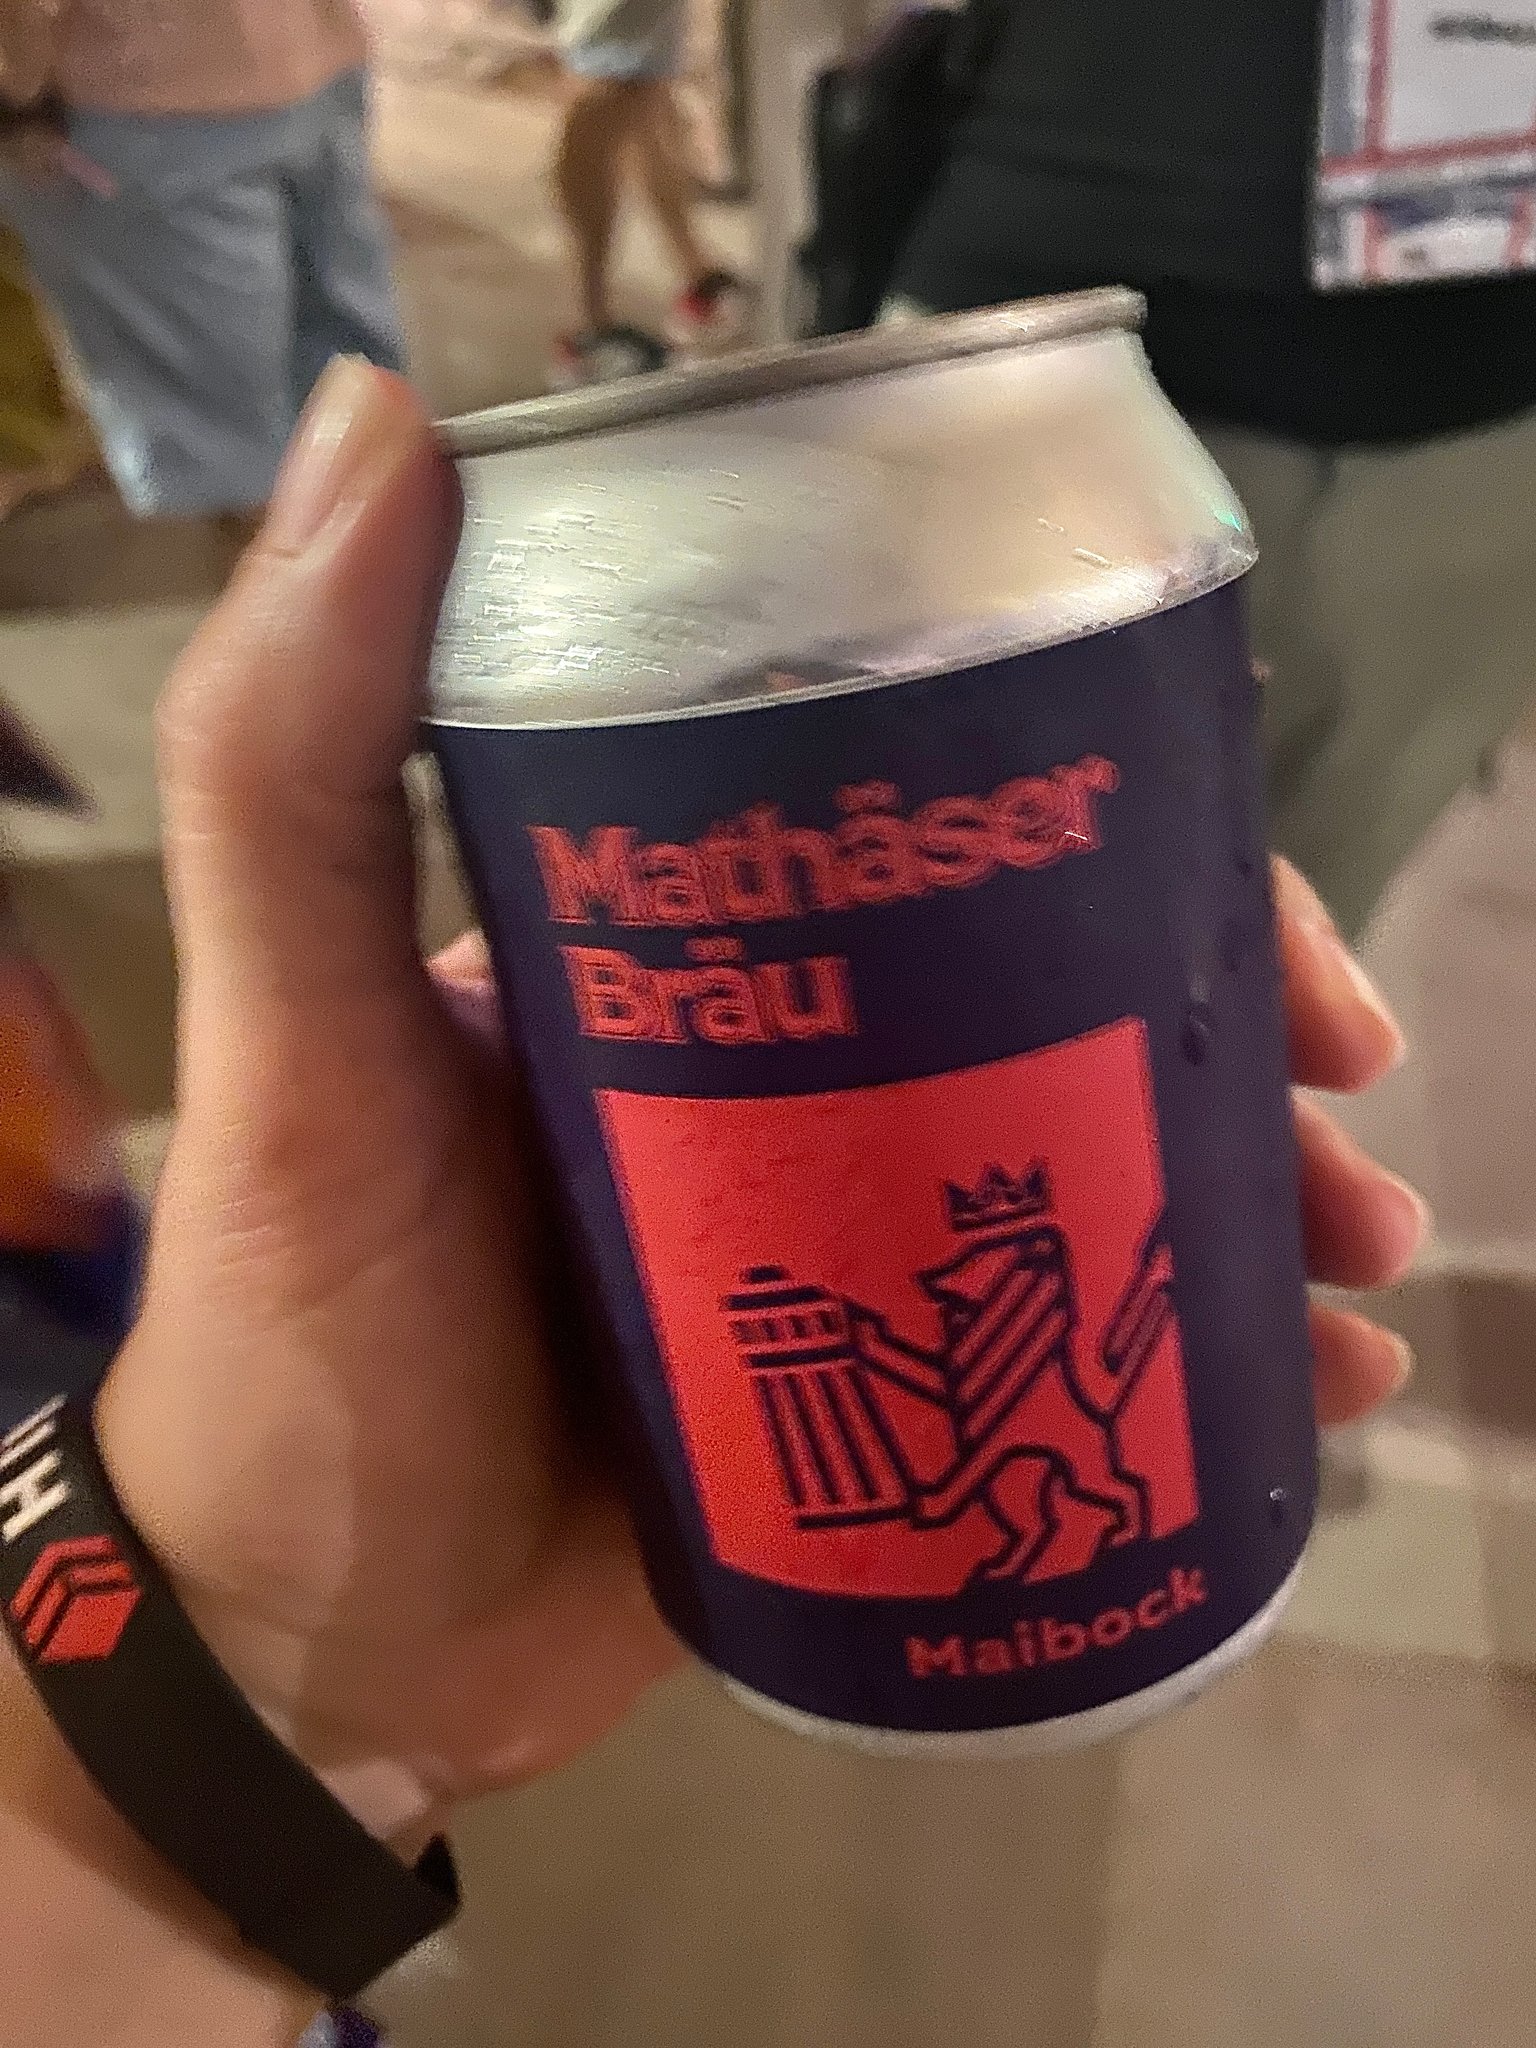 Mathäser
Bräu
Maibock
H